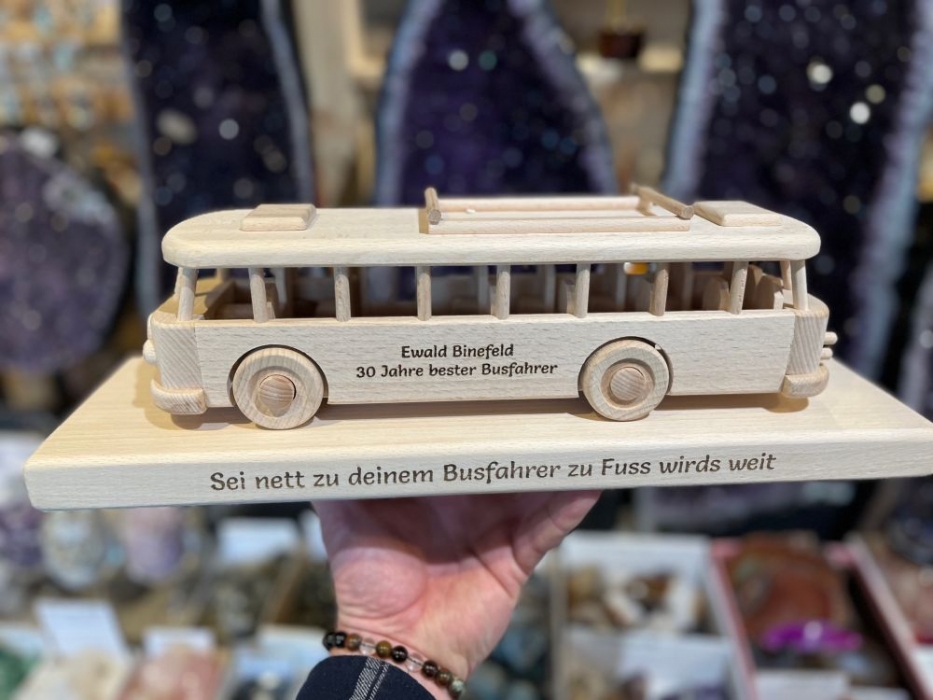 Ewald Binefeld
30 Jahre bester Busfahrer
Sei nett zu deinem Busfahrer zu Fuss wirds weit